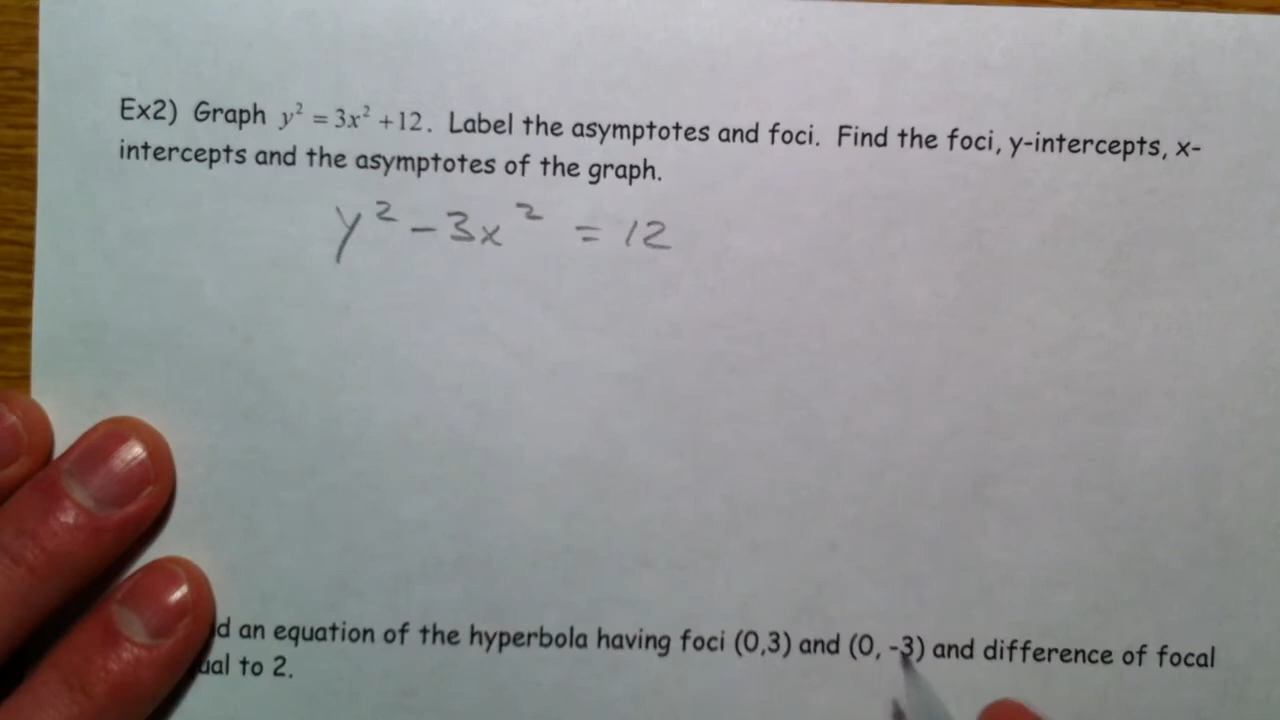 Ex2) Graph y² = 3x² + 12. Label the asymptotes and foci. Find the foci, y-intercepts, x-
intercepts and the asymptotes of the graph.
y² - 3x² = 12
an equation of the hyperbola having foci (0,3) and (0, -3) and difference of focal
to 2.